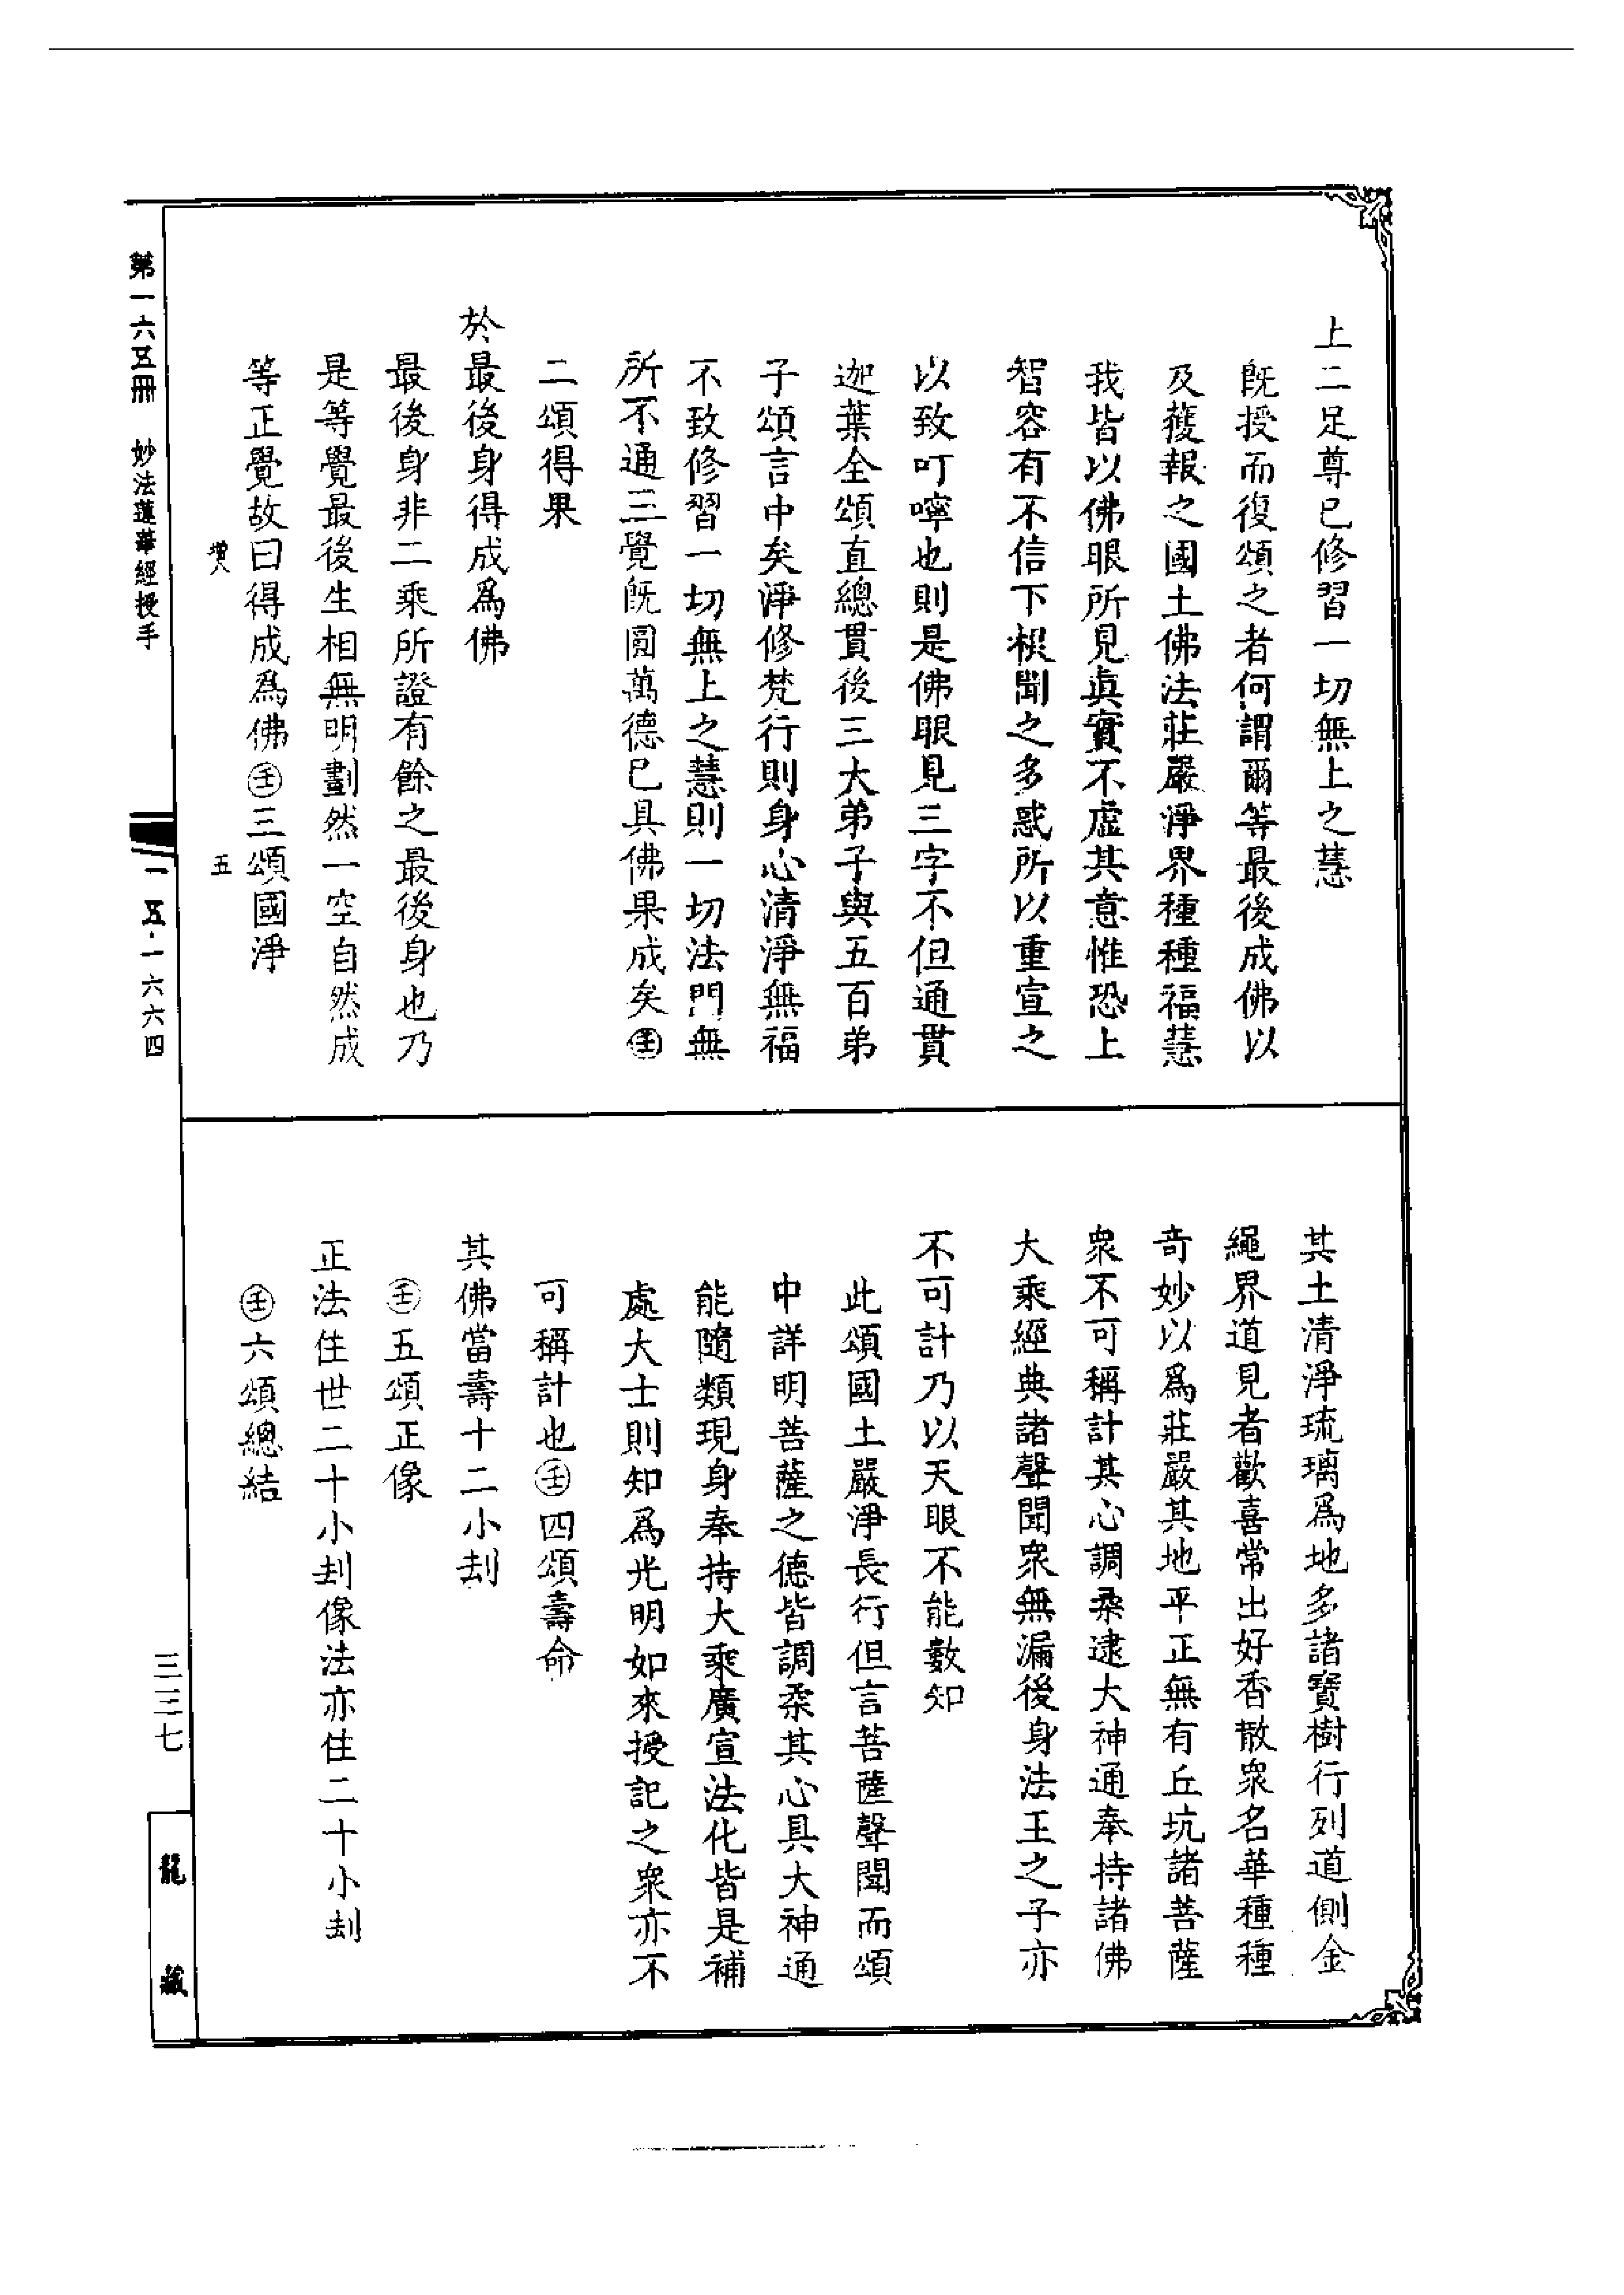 上二足尊已修習一切無上之慧
既授而復頌之者何謂爾等最後成佛以
及獲報之國土佛法莊嚴淨界種種福慧
我皆以佛眼所見眞實不虛其意惟恐上
智容有不信下根聞之多惑所以重宣之
以致叮嚀也則是佛眼見三字不但通貫
迦葉全頌直總貫後三大弟子與五百弟
子頌言中矣淨修梵行則身心清淨無福
不致修習一切無上之慧則一切法門無
所不通三覺既圓萬德已具佛果成矣㊣壬
二頌得果
於最後身得成爲佛
最後身非二乘所證有餘之最後身也乃
是等覺最後生相無明劃然一空自然成
等正覺故曰得成爲佛壬三頌國淨
五
其土清淨琉璃爲地多諸寶樹行列道側金
繩界道見者歡喜常出好香散衆名華種種
奇妙以爲莊嚴其地平正無有丘坑諸菩薩
衆不可稱計其心調柔逮大神通奉持諸佛
大乘經典諸聲聞衆無漏後身法王之子亦
不可計乃以天眼不能數知
此頌國土嚴淨長行但言菩薩聲聞而頌
中詳明菩薩之德皆調柔其心具大神通
能隨類現身奉持大乘廣宣法化皆是補
處大士則知爲光明如來授記之衆亦不
可稱計也壬四頌壽命
其佛當壽十二小劫
壬五頌正像
正法住世二十小劫像法亦住二十小劫
壬六頌總結
第一六五冊 妙法蓮華經授手
一五·一六六四
三三七
龍藏